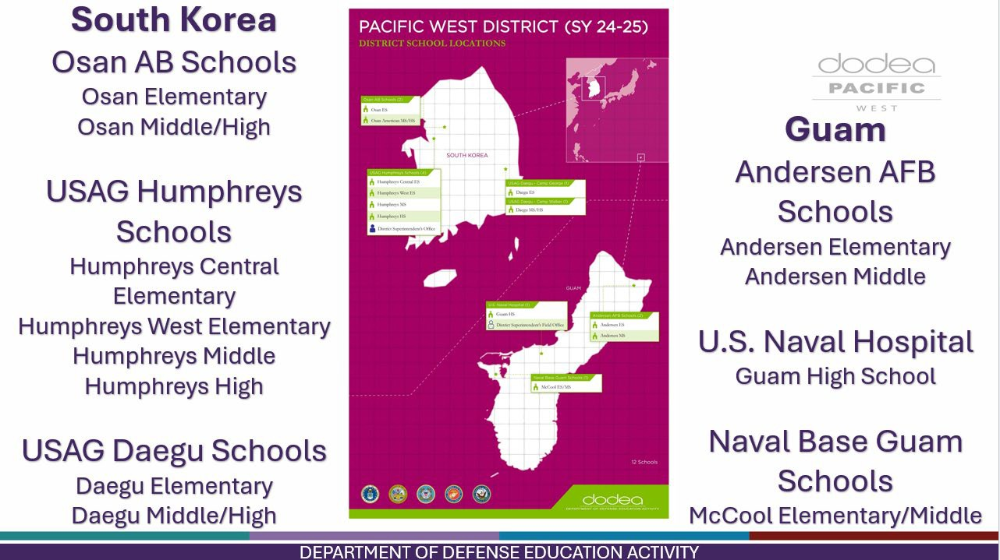 South Korea
Osan AB Schools
Osan Elementary
Osan Middle/High
USAG Humphreys
Schools
Humphreys Central
Elementary
Humphreys West Elementary
Humphreys Middle
Humphreys High
USAG Daegu Schools
Daegu Elementary
Daegu Middle/High
PACIFIC WEST DISTRICT (SY 24-25)
DISTRICT SCHOOL LOCATIONS
Osan AB Schools (2)
Osan ES
Osan American MS/HS
SOUTH KOREA
USAG Humphreys Schools (4)
Humphreys Central ES
Humphreys West ES
Humphreys MS
Humphreys HS
District Superintendent's Office
USAG Daegu - Camp George (1)
Daegu ES
USAG Daegu - Camp Walker (1)
Daegu MS/HS
GUAM
U.S. Naval Hospital (1)
Guam HS
District Superintendent's Field Office
Andersen AFB Schools (2)
Andersen ES
Andersen MS
Naval Base Guam Schools (1)
McCool ES/MS
12 Schools
dodea
DEPARTMENT OF DEFENSE EDUCATION ACTIVITY
dodea
PACIFIC
WEST
Guam
Andersen AFB
Schools
Andersen Elementary
Andersen Middle
U.S. Naval Hospital
Guam High School
Naval Base Guam
Schools
McCool Elementary/Middle
DEPARTMENT OF DEFENSE EDUCATION ACTIVITY